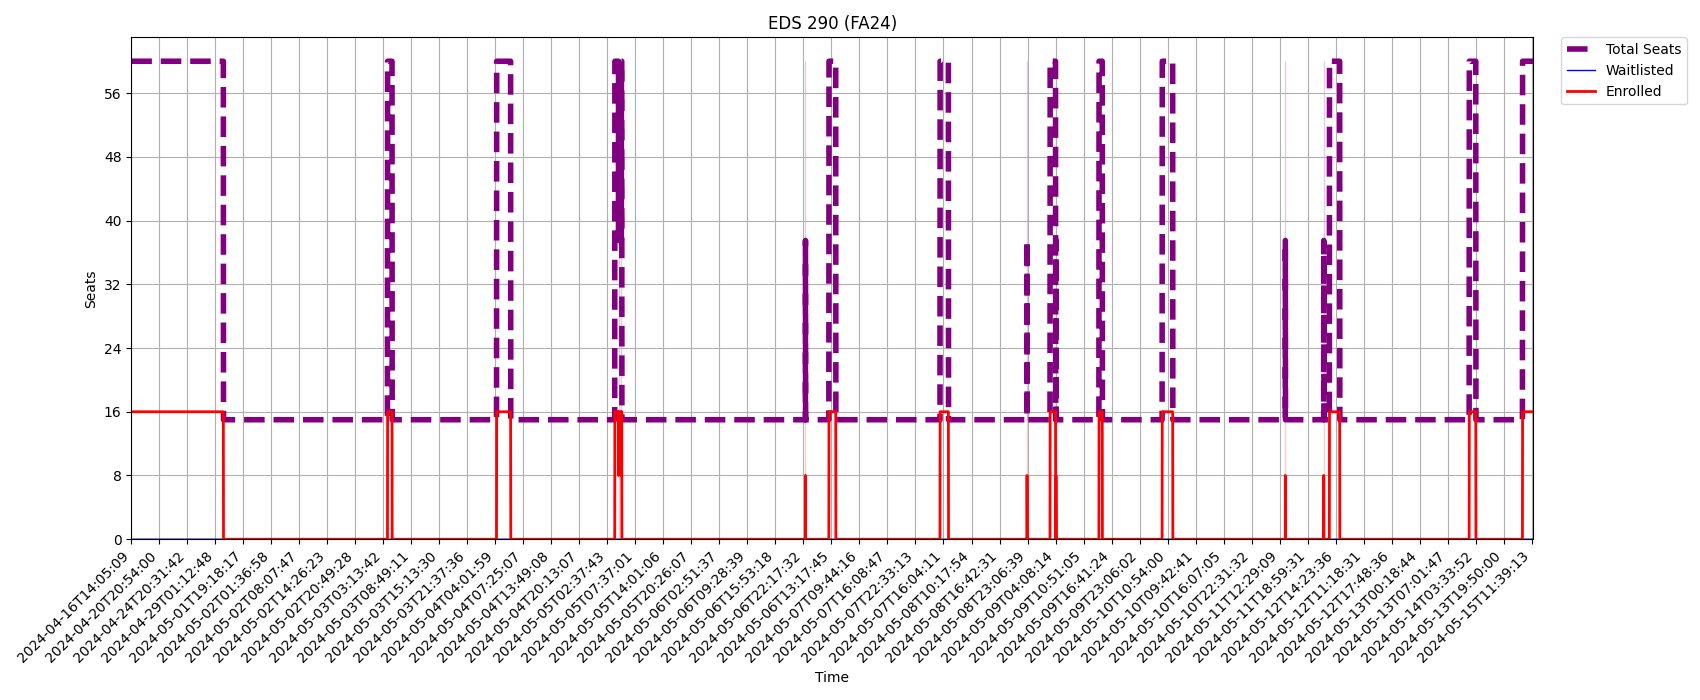 EDS 290 (FA24)
Total Seats
Waitlisted
Enrolled
Seats
56
48
40
32
24
16
8
0
2024-04-16T14:05:09
2024-04-20T20:54:00
2024-04-24T20:31:42
2024-04-29T01:12:48
2024-05-01T19:18:17
2024-05-02T01:36:58
2024-05-02T08:07:47
2024-05-02T14:26:23
2024-05-02T20:49:28
2024-05-03T03:13:42
2024-05-03T08:49:11
2024-05-03T15:13:30
2024-05-03T21:37:36
2024-05-04T04:01:59
2024-05-04T07:25:07
2024-05-04T13:49:08
2024-05-04T20:13:07
2024-05-05T02:37:43
2024-05-05T07:37:01
2024-05-05T14:01:06
2024-05-05T20:26:07
2024-05-06T02:51:37
2024-05-06T09:28:39
2024-05-06T15:53:18
2024-05-06T22:17:32
2024-05-06T13:17:45
2024-05-07T09:44:16
2024-05-07T16:08:47
2024-05-07T22:33:13
2024-05-07T16:04:11
2024-05-08T10:17:54
2024-05-08T16:42:31
2024-05-08T23:06:39
2024-05-09T04:08:14
2024-05-09T10:51:05
2024-05-09T16:41:24
2024-05-09T23:06:02
2024-05-10T10:54:00
2024-05-10T09:42:41
2024-05-10T16:07:05
2024-05-10T22:31:32
2024-05-11T12:29:09
2024-05-11T18:59:31
2024-05-12T14:23:36
2024-05-12T11:18:31
2024-05-12T17:48:36
2024-05-13T00:18:44
2024-05-13T07:01:47
2024-05-14T03:33:52
2024-05-13T19:50:00
2024-05-15T11:39:13
Time